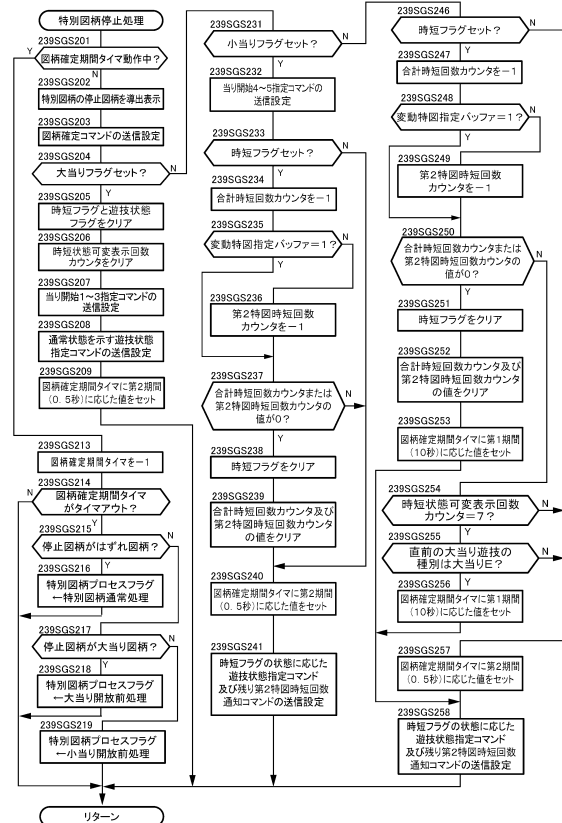 特別図柄停止処理
239SGS201
図柄確定期間タイマ動作中？
Y
N
239SGS202
特別図柄の停止図柄を導出表示
239SGS203
図柄確定コマンドの送信設定
239SGS204
大当りフラグセット？
N
Y
239SGS205
時短フラグと遊技状態
フラグをクリア
239SGS206
時短状態可変表示回数
カウンタをクリア
239SGS207
当り開始1～3指定コマンドの
送信設定
239SGS208
通常状態を示す遊技状態
指定コマンドの送信設定
239SGS209
図柄確定期間タイマに第2期間
(0.5秒)に応じた値をセット
239SGS213
図柄確定期間タイマを−1
239SGS214
図柄確定期間タイマ
がタイマアウト？
N
Y
239SGS215
停止図柄がはずれ図柄？
N
Y
239SGS216
特別図柄プロセスフラグ
←特別図柄通常処理
239SGS217
停止図柄が大当り図柄？
N
Y
239SGS218
特別図柄プロセスフラグ
←大当り開放前処理
239SGS219
特別図柄プロセスフラグ
←小当り開放前処理
リターン
239SGS231
小当りフラグセット？
N
Y
239SGS232
当り開始4～5指定コマンドの
送信設定
239SGS233
時短フラグセット？
N
Y
239SGS234
合計時短回数カウンタを−1
239SGS235
変動特図指定バッファ=1？
N
Y
239SGS236
第2特図時短回数
カウンタを−1
239SGS237
合計時短回数カウンタまたは
第2特図時短回数カウンタの
値が0？
N
Y
239SGS238
時短フラグをクリア
239SGS239
合計時短回数カウンタ及び
第2特図時短回数カウンタ
の値をクリア
239SGS240
図柄確定期間タイマに第2期間
(0.5秒)に応じた値をセット
239SGS241
時短フラグの状態に応じた
遊技状態指定コマンド
及び残り第2特図時短回数
通知コマンドの送信設定
239SGS246
時短フラグセット？
N
Y
239SGS247
合計時短回数カウンタを−1
239SGS248
変動特図指定バッファ=1？
N
Y
239SGS249
第2特図時短回数
カウンタを−1
239SGS250
合計時短回数カウンタまたは
第2特図時短回数カウンタの
値が0？
N
Y
239SGS251
時短フラグをクリア
239SGS252
合計時短回数カウンタ及び
第2特図時短回数カウンタ
の値をクリア
239SGS253
図柄確定期間タイマに第1期間
(10秒)に応じた値をセット
239SGS254
時短状態可変表示回数
カウンタ=7？
N
Y
239SGS255
直前の大当り遊技の
種別は大当りE？
N
Y
239SGS256
図柄確定期間タイマに第1期間
(10秒)に応じた値をセット
239SGS257
図柄確定期間タイマに第2期間
(0.5秒)に応じた値をセット
239SGS258
時短フラグの状態に応じた
遊技状態指定コマンド
及び残り第2特図時短回数
通知コマンドの送信設定